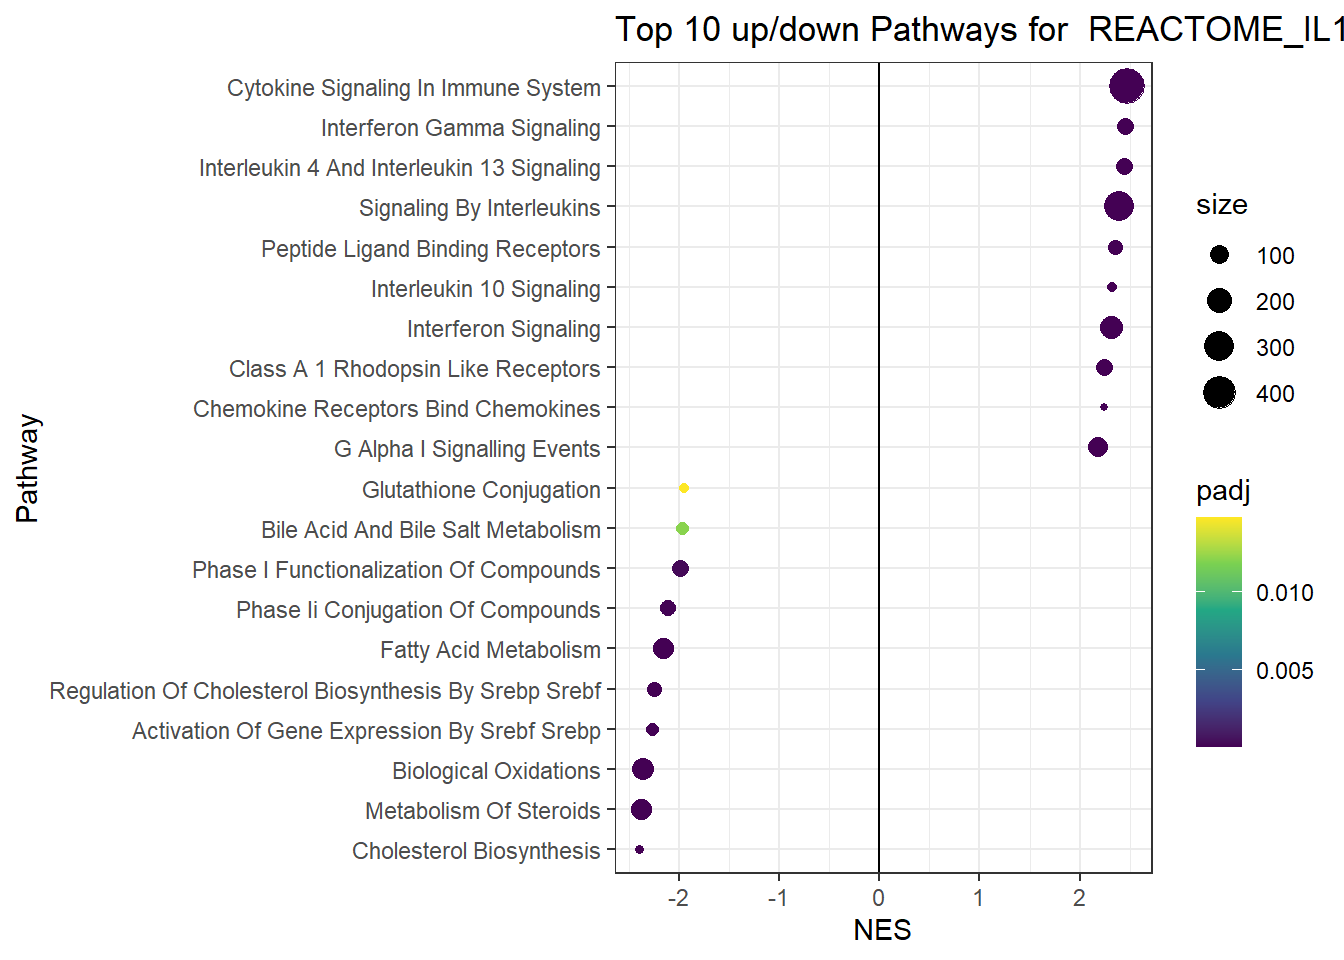 Top 10 up/down Pathways for  REACTOME_IL1
Cytokine Signaling In Immune System
Interferon Gamma Signaling
Interleukin 4 And Interleukin 13 Signaling
Signaling By Interleukins
Peptide Ligand Binding Receptors
Interleukin 10 Signaling
Interferon Signaling
Class A 1 Rhodopsin Like Receptors
Chemokine Receptors Bind Chemokines
G Alpha I Signalling Events
Glutathione Conjugation
Bile Acid And Bile Salt Metabolism
Phase I Functionalization Of Compounds
Phase Ii Conjugation Of Compounds
Fatty Acid Metabolism
Regulation Of Cholesterol Biosynthesis By Srebp Srebf
Activation Of Gene Expression By Srebf Srebp
Biological Oxidations
Metabolism Of Steroids
Cholesterol Biosynthesis
Pathway
-2 -1 0 1 2
NES
size
100
200
300
400
padj
0.010
0.005